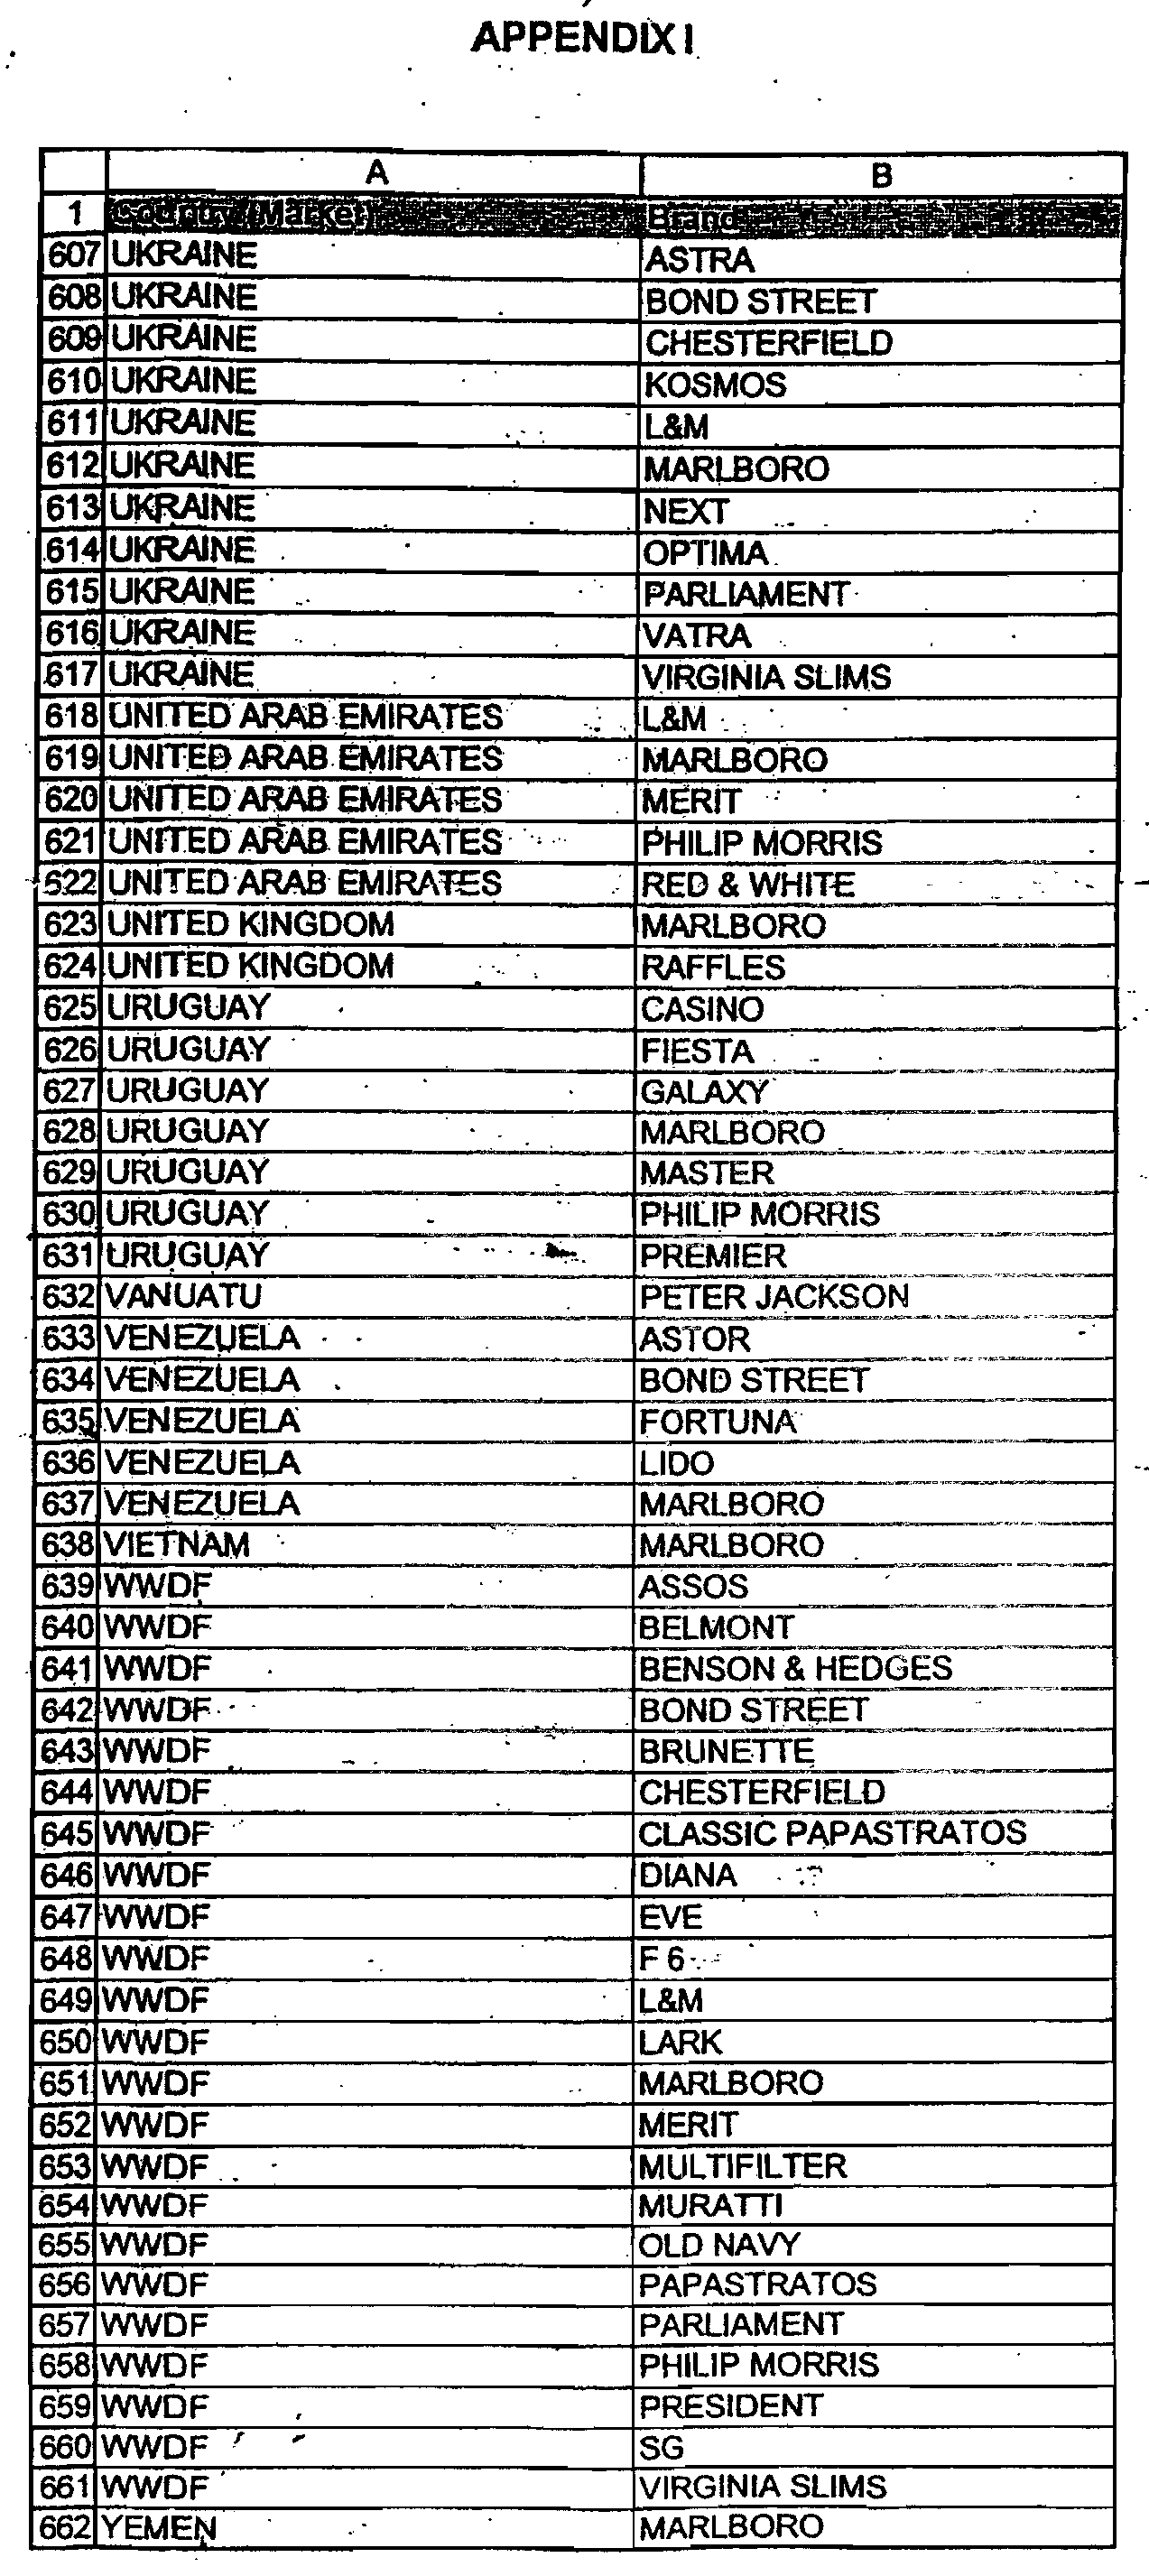 APPENDIX I
A B
1 Country (Market) Brand
607 UKRAINE ASTRA
608 UKRAINE BOND STREET
609 UKRAINE CHESTERFIELD
610 UKRAINE KOSMOS
611 UKRAINE L&M
612 UKRAINE MARLBORO
613 UKRAINE NEXT
614 UKRAINE OPTIMA
615 UKRAINE PARLIAMENT
616 UKRAINE VATRA
617 UKRAINE VIRGINIA SLIMS
618 UNITED ARAB EMIRATES L&M
619 UNITED ARAB EMIRATES MARLBORO
620 UNITED ARAB EMIRATES MERIT
621 UNITED ARAB EMIRATES PHILIP MORRIS
622 UNITED ARAB EMIRATES RED & WHITE
623 UNITED KINGDOM MARLBORO
624 UNITED KINGDOM RAFFLES
625 URUGUAY CASINO
626 URUGUAY FIESTA
627 URUGUAY GALAXY
628 URUGUAY MARLBORO
629 URUGUAY MASTER
630 URUGUAY PHILIP MORRIS
631 URUGUAY PREMIER
632 VANUATU PETER JACKSON
633 VENEZUELA ASTOR
634 VENEZUELA BOND STREET
635 VENEZUELA FORTUNA
636 VENEZUELA LIDO
637 VENEZUELA MARLBORO
638 VIETNAM MARLBORO
639 WWDF ASSOS
640 WWDF BELMONT
641 WWDF BENSON & HEDGES
642 WWDF BOND STREET
643 WWDF BRUNETTE
644 WWDF CHESTERFIELD
645 WWDF CLASSIC PAPASTRATOS
646 WWDF DIANA
647 WWDF EVE
648 WWDF F 6
649 WWDF L&M
650 WWDF LARK
651 WWDF MARLBORO
652 WWDF MERIT
653 WWDF MULTIFILTER
654 WWDF MURATTI
655 WWDF OLD NAVY
656 WWDF PAPASTRATOS
657 WWDF PARLIAMENT
658 WWDF PHILIP MORRIS
659 WWDF PRESIDENT
660 WWDF SG
661 WWDF VIRGINIA SLIMS
662 YEMEN MARLBORO